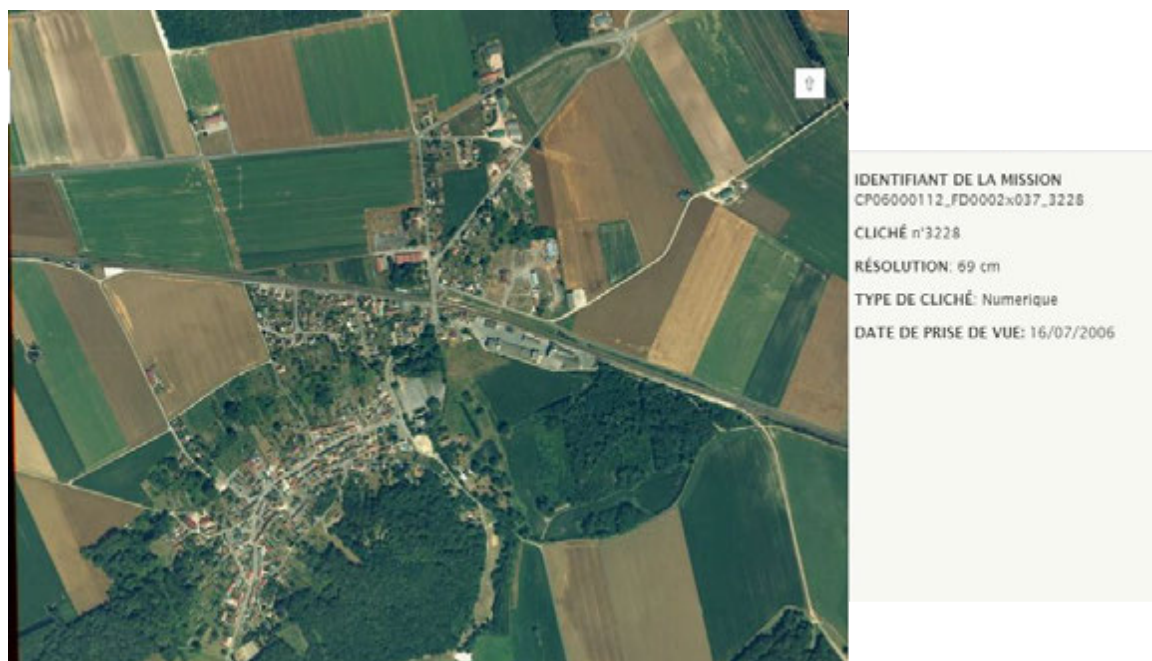 IDENTIFIANT DE LA MISSION
CP06000112_FD0002x037_3228
CLICHÉ n°3228
RÉSOLUTION: 69 cm
TYPE DE CLICHÉ: Numerique
DATE DE PRISE DE VUE: 16/07/2006